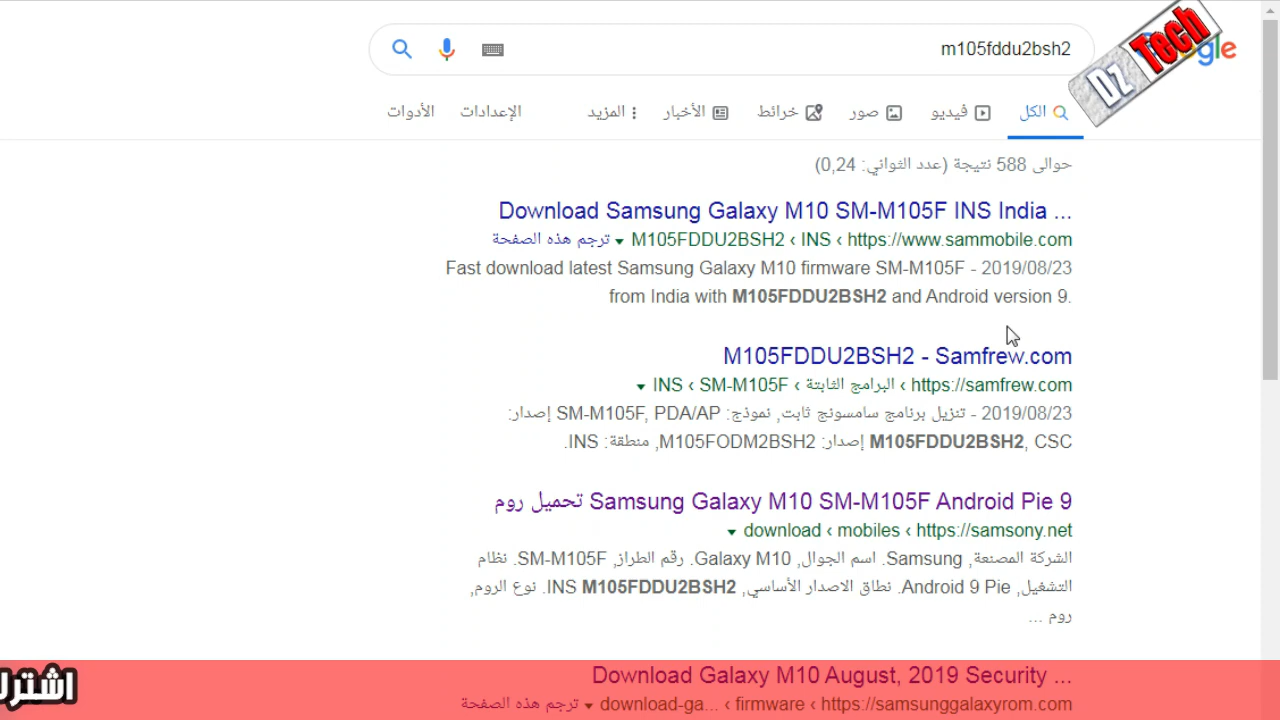 m105fddu2bsh2
Dz Tech
الكل فيديو صور خرائط الأخبار المزيد الإعدادات الأدوات
حوالى 588 نتيجة (عدد الثواني: 0,24)
Download Samsung Galaxy M10 SM-M105F INS India ...
https://www.sammobile.com › INS › M105FDDU2BSH2 ترجم هذه الصفحة
2019/08/23 - Fast download latest Samsung Galaxy M10 firmware SM-M105F
from India with M105FDDU2BSH2 and Android version 9.
M105FDDU2BSH2 - Samfrew.com
https://samfrew.com › البرامج الثابتة › SM-M105F › INS
2019/08/23 - تنزيل برنامج سامسونج ثابت, نموذج: SM-M105F, PDA/AP إصدار:
M105FDDU2BSH2, CSC إصدار: M105FODM2BSH2, منطقة: INS.
تحميل روم Samsung Galaxy M10 SM-M105F Android Pie 9
https://samsony.net › mobiles › download
الشركة المصنعة, Samsung. اسم الجوال, Galaxy M10. رقم الطراز, SM-M105F. نظام
التشغيل, Android 9 Pie. نطاق الاصدار الأساسي, INS M105FDDU2BSH2. نوع الروم,
روم ...
Download Galaxy M10 August, 2019 Security ...
https://samsunggalaxyrom.com › firmware › download-ga... ترجم هذه الصفحة